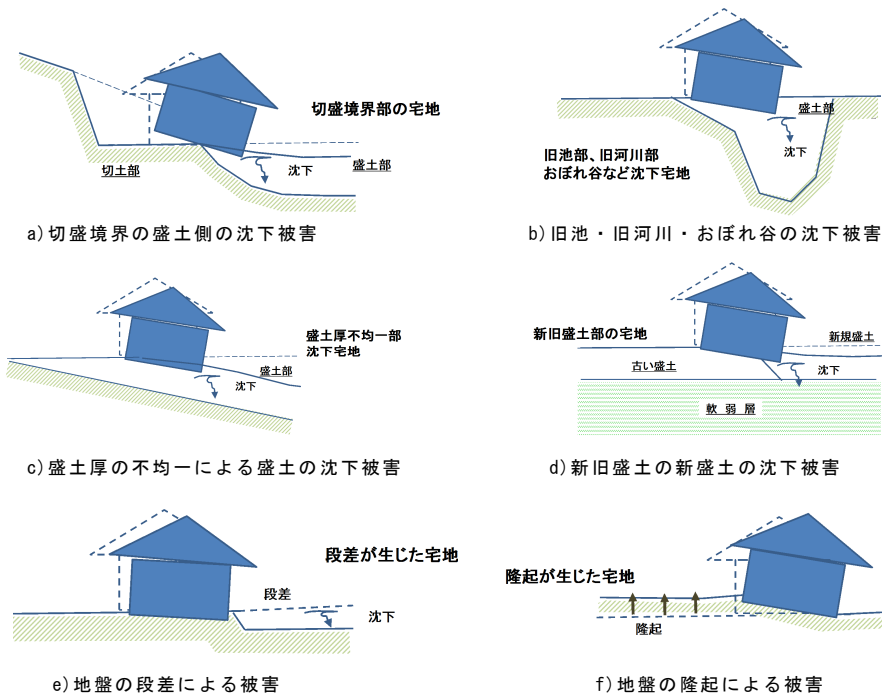 切盛境界部の宅地
切土部
沈下
盛土部
a)切盛境界の盛土側の沈下被害
盛土部
沈下
旧池部、旧河川部
おぼれ谷など沈下宅地
b)旧池・旧河川・おぼれ谷の沈下被害
盛土厚不均一部
沈下宅地
盛土部
沈下
c)盛土厚の不均一による盛土の沈下被害
新旧盛土部の宅地
新規盛土
古い盛土
沈下
軟弱層
d)新旧盛土の新盛土の沈下被害
段差が生じた宅地
段差
沈下
e)地盤の段差による被害
隆起が生じた宅地
隆起
f)地盤の隆起による被害